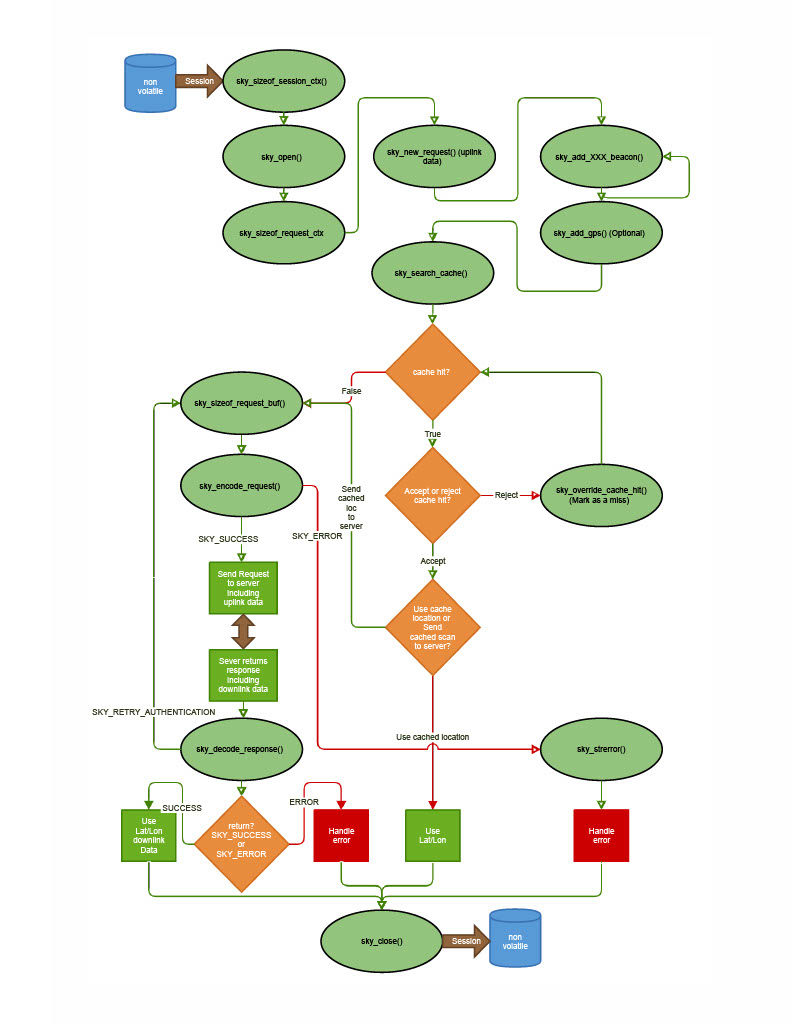 non
volatile
Session
sky_sizeof_session_ctx()
sky_open()
sky_new_request() (uplink
data)
sky_add_XXX_beacon()
sky_sizeof_request_ctx
sky_add_gps() (Optional)
sky_search_cache()
cache hit?
False
sky_sizeof_request_buf()
True
sky_encode_request()
Send
cached
loc
to
server
Accept or reject
cache hit?
Reject
sky_override_cache_hit()
(Mark as a miss)
SKY_SUCCESS
SKY_ERROR
Accept
Send Request
to server
including
uplink data
Use cache
location or
Send
cached scan
to server?
Sever returns
response
including
downlink data
SKY_RETRY_AUTHENTICATION
sky_decode_response()
Use cached location
sky_strerror()
SUCCESS
ERROR
Use
Lat/Lon
downlink
Data
return?
SKY_SUCCESS
or
SKY_ERROR
Handle
error
Use
Lat/Lon
Handle
error
sky_close()
Session
non
volatile